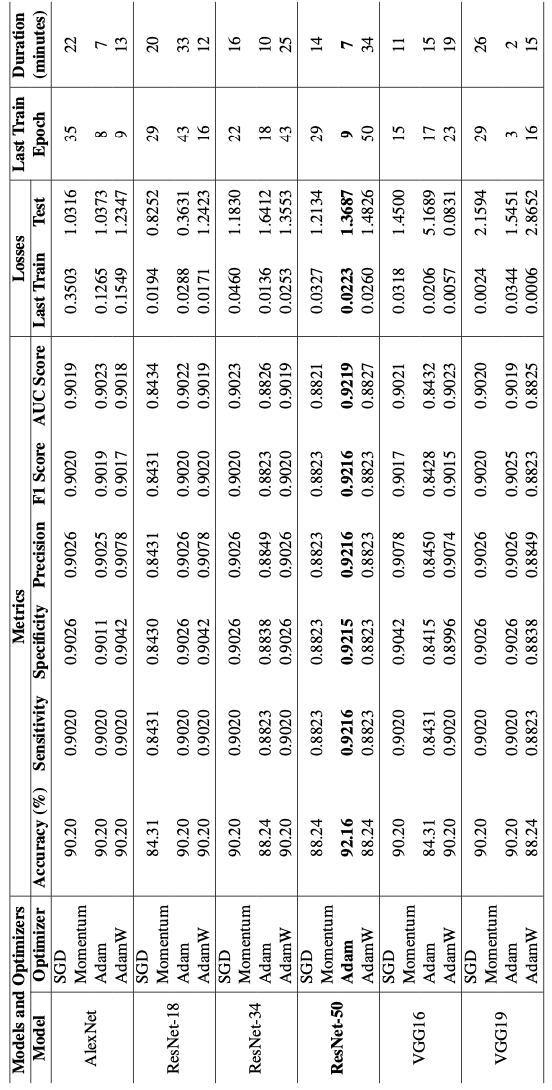 Models and Optimizers Metrics Losses Last Train Epoch Duration (minutes)
Model Optimizer Accuracy (%) Sensitivity Specificity Precision F1 Score AUC Score Last Train Test
AlexNet SGD Momentum 90.20 0.9020 0.9026 0.9026 0.9020 0.9019 0.3503 1.0316 35 22
Adam 90.20 0.9020 0.9011 0.9025 0.9019 0.9023 0.1265 1.0373 8 7
AdamW 90.20 0.9020 0.9042 0.9078 0.9017 0.9018 0.1549 1.2347 9 13
ResNet-18 SGD Momentum 84.31 0.8431 0.8430 0.8431 0.8431 0.8434 0.0194 0.8252 29 20
Adam 90.20 0.9020 0.9026 0.9026 0.9020 0.9022 0.0288 0.3631 43 33
AdamW 90.20 0.9020 0.9042 0.9078 0.9020 0.9019 0.0171 1.2423 16 12
ResNet-34 SGD Momentum 90.20 0.9020 0.9026 0.9026 0.9020 0.9023 0.0460 1.1830 22 16
Adam 88.24 0.8823 0.8838 0.8849 0.8823 0.8826 0.0136 1.6412 18 10
AdamW 90.20 0.9020 0.9026 0.9026 0.9020 0.9019 0.0253 1.3553 43 25
ResNet-50 SGD Momentum 88.24 0.8823 0.8823 0.8823 0.8823 0.8821 0.0327 1.2134 29 14
Adam 92.16 0.9216 0.9215 0.9216 0.9216 0.9219 0.0223 1.3687 9 7
AdamW 88.24 0.8823 0.8823 0.8823 0.8823 0.8827 0.0260 1.4826 50 34
VGG16 SGD Momentum 90.20 0.9020 0.9042 0.9078 0.9017 0.9021 0.0318 1.4500 15 11
Adam 84.31 0.8431 0.8415 0.8450 0.8428 0.8432 0.0206 5.1689 17 15
AdamW 90.20 0.9020 0.8996 0.9074 0.9015 0.9023 0.0057 0.0831 23 19
VGG19 SGD Momentum 90.20 0.9020 0.9026 0.9026 0.9020 0.9020 0.0024 2.1594 29 26
Adam 90.20 0.9020 0.9026 0.9026 0.9025 0.9019 0.0344 1.5451 3 2
AdamW 88.24 0.8823 0.8838 0.8849 0.8823 0.8825 0.0006 2.8652 16 15